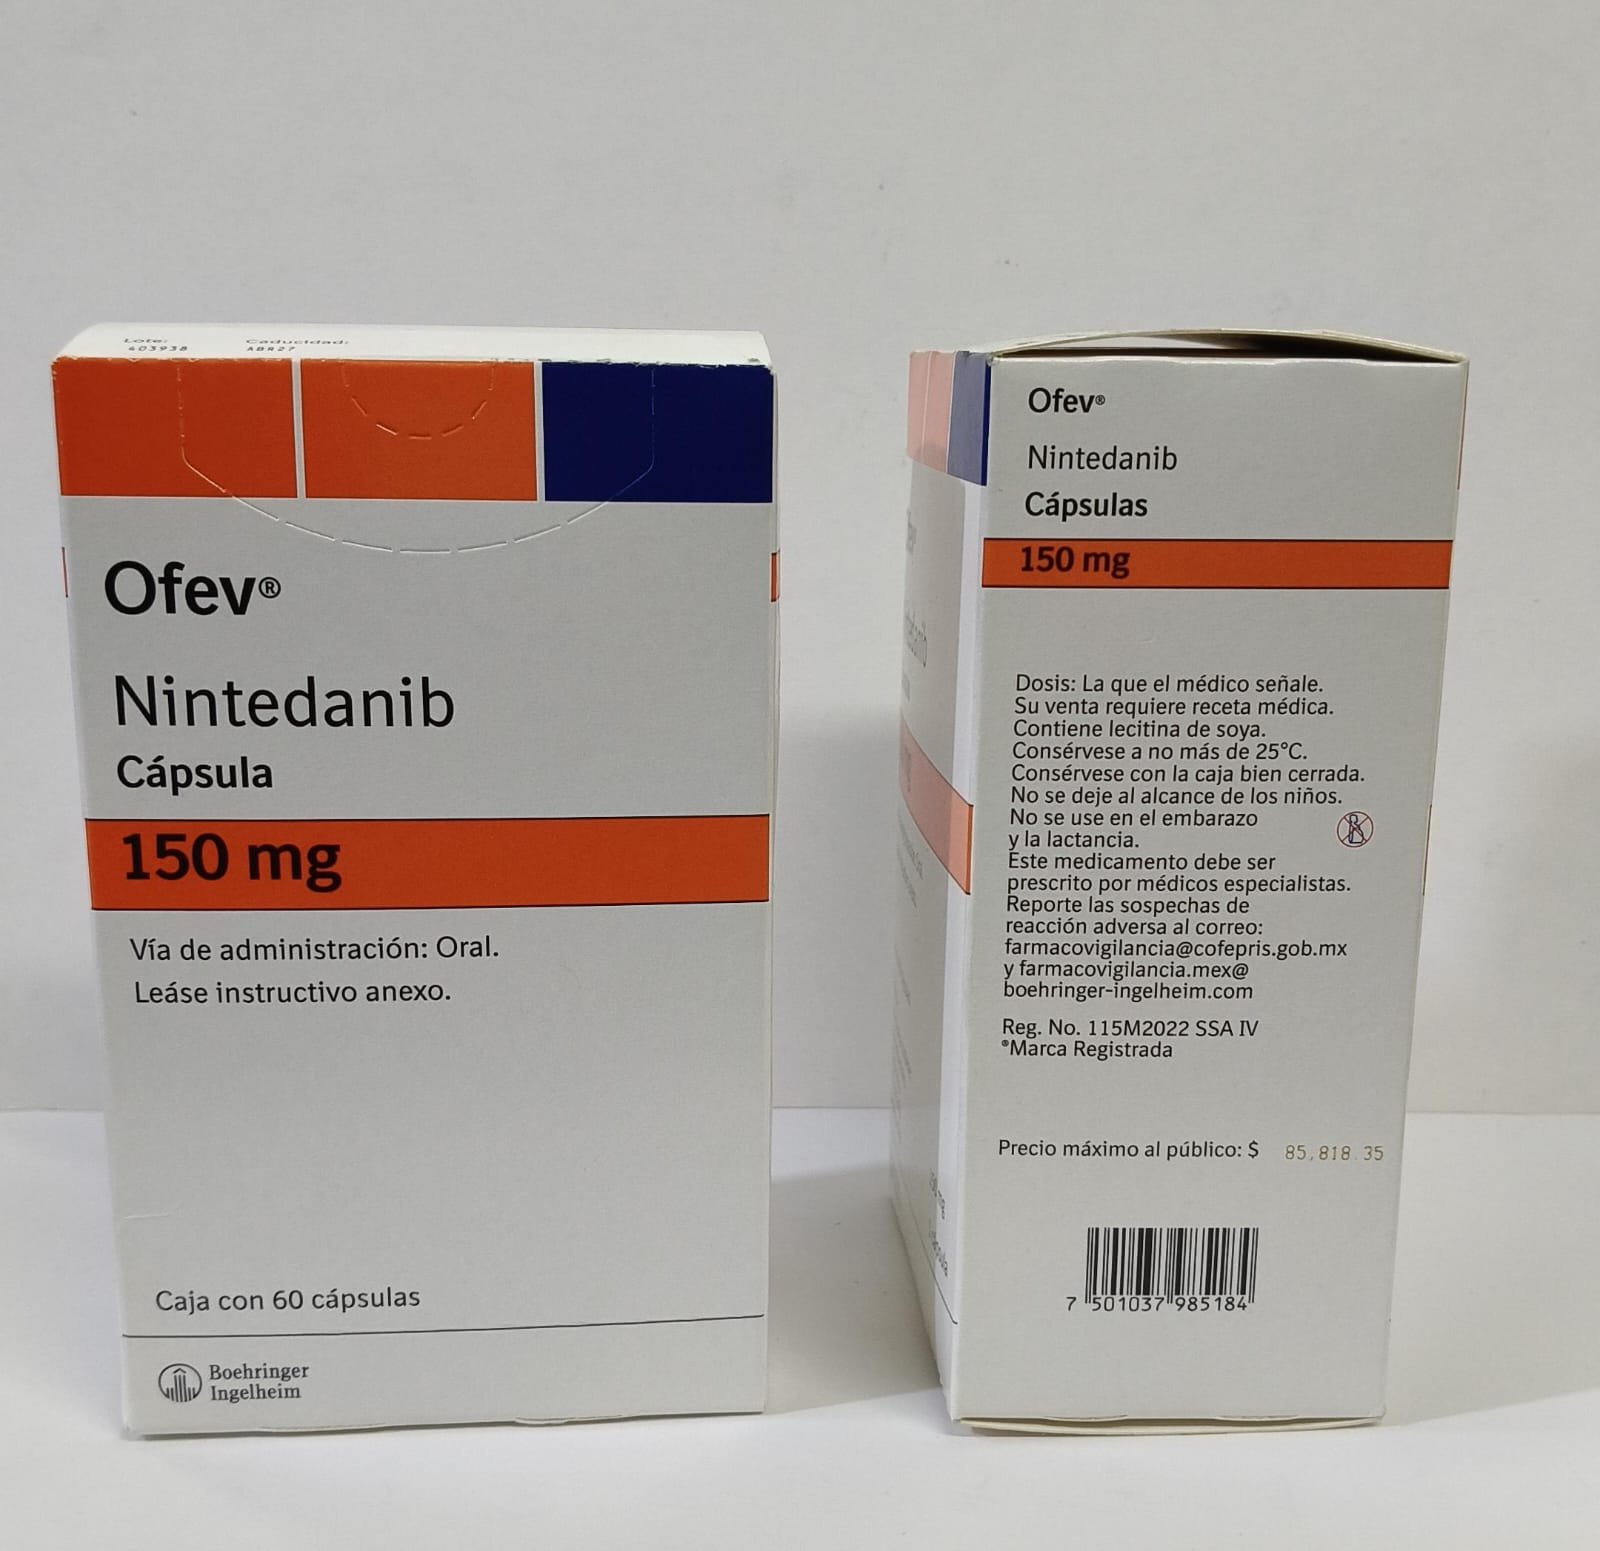 Lote: Caducidad:
403938 ABR27
Ofev®
Nintedanib
Cápsula
150 mg
Vía de administración: Oral.
Leáse instructivo anexo.
Caja con 60 cápsulas
Boehringer
Ingelheim
Ofev®
Nintedanib
Cápsulas
150 mg
Dosis: La que el médico señale.
Su venta requiere receta médica.
Contiene lecitina de soya.
Consérvese a no más de 25°C.
Consérvese con la caja bien cerrada.
No se deje al alcance de los niños.
No se use en el embarazo
y la lactancia.
Este medicamento debe ser
prescrito por médicos especialistas.
Reporte las sospechas de
reacción adversa al correo:
farmacovigilancia@cofepris.gob.mx
y farmacovigilancia.mex@
boehringer-ingelheim.com
Reg. No. 115M2022 SSA IV
®Marca Registrada
Precio máximo al público: $ 85,818.35
7 501037 985184